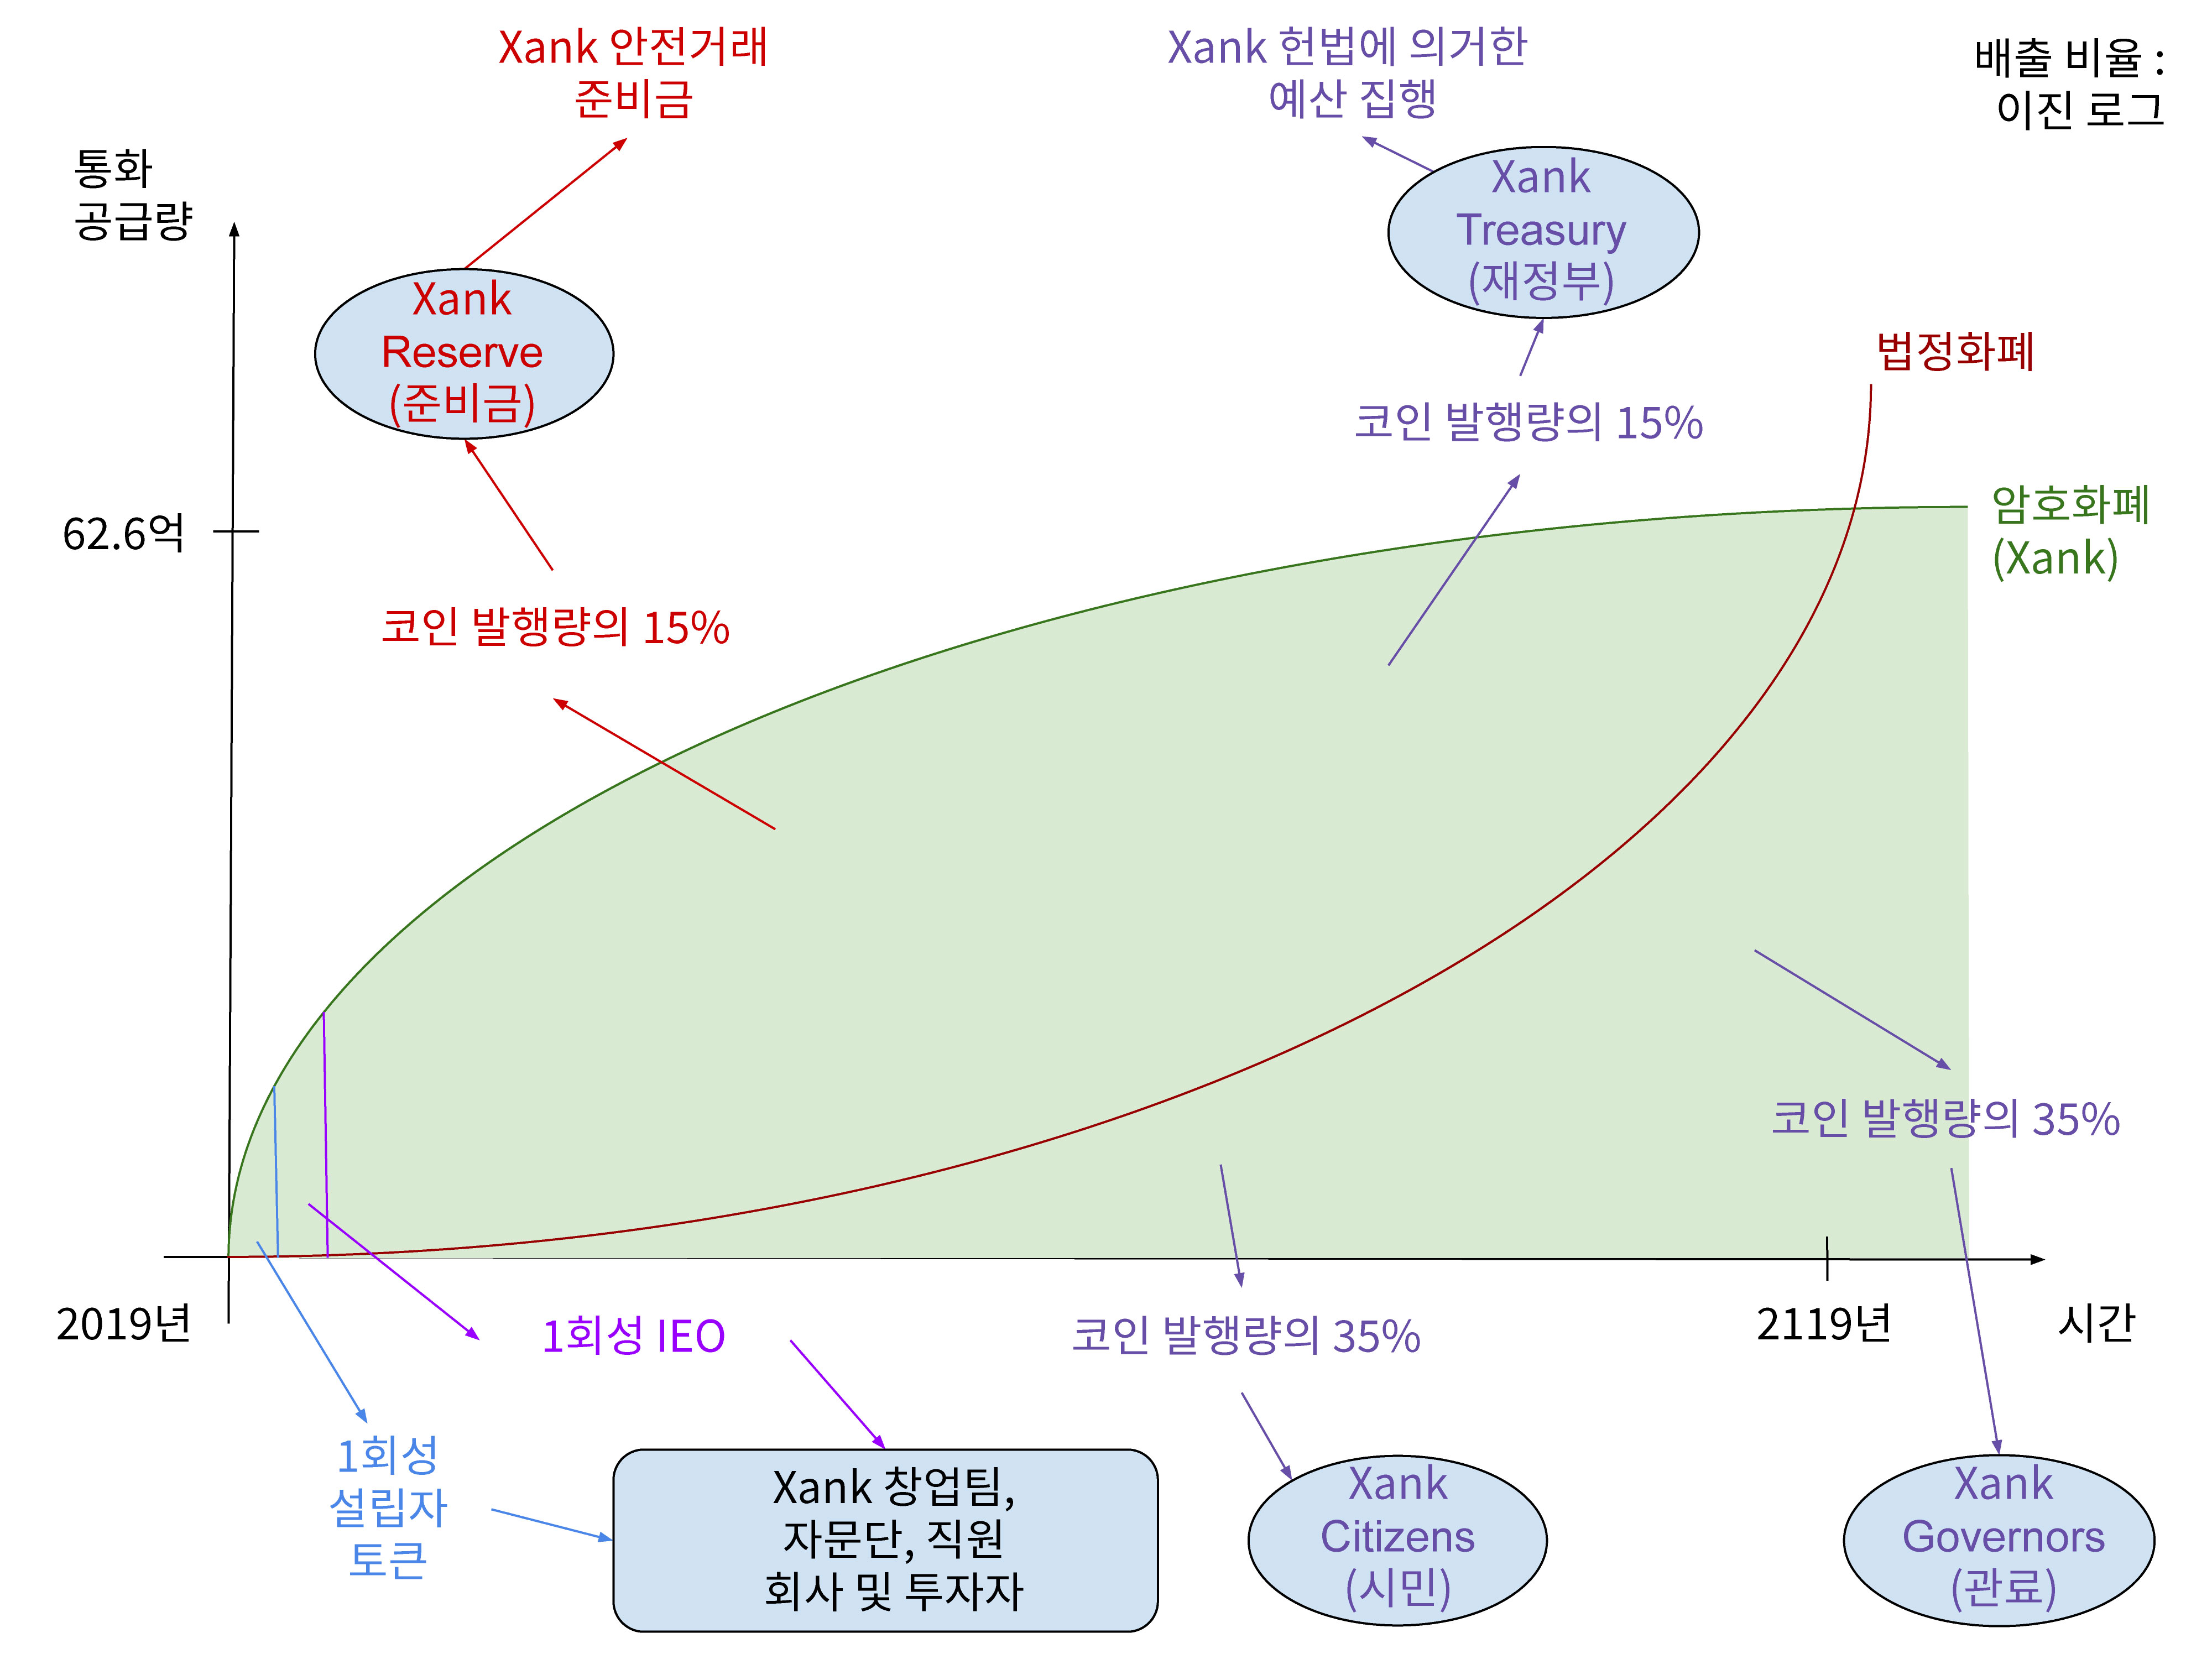 Xank 안전거래
준비금
Xank 헌법에 의거한
예산 집행
배출 비율 :
이진 로그
통화
공급량
Xank
Treasury
(재정부)
Xank
Reserve
(준비금)
법정화폐
코인 발행량의 15%
암호화폐
(Xank)
62.6억
코인 발행량의 15%
코인 발행량의 35%
2019년
1회성 IEO
코인 발행량의 35%
2119년
시간
1회성
설립자
토큰
Xank 창업팀,
자문단, 직원
회사 및 투자자
Xank
Citizens
(시민)
Xank
Governors
(관료)